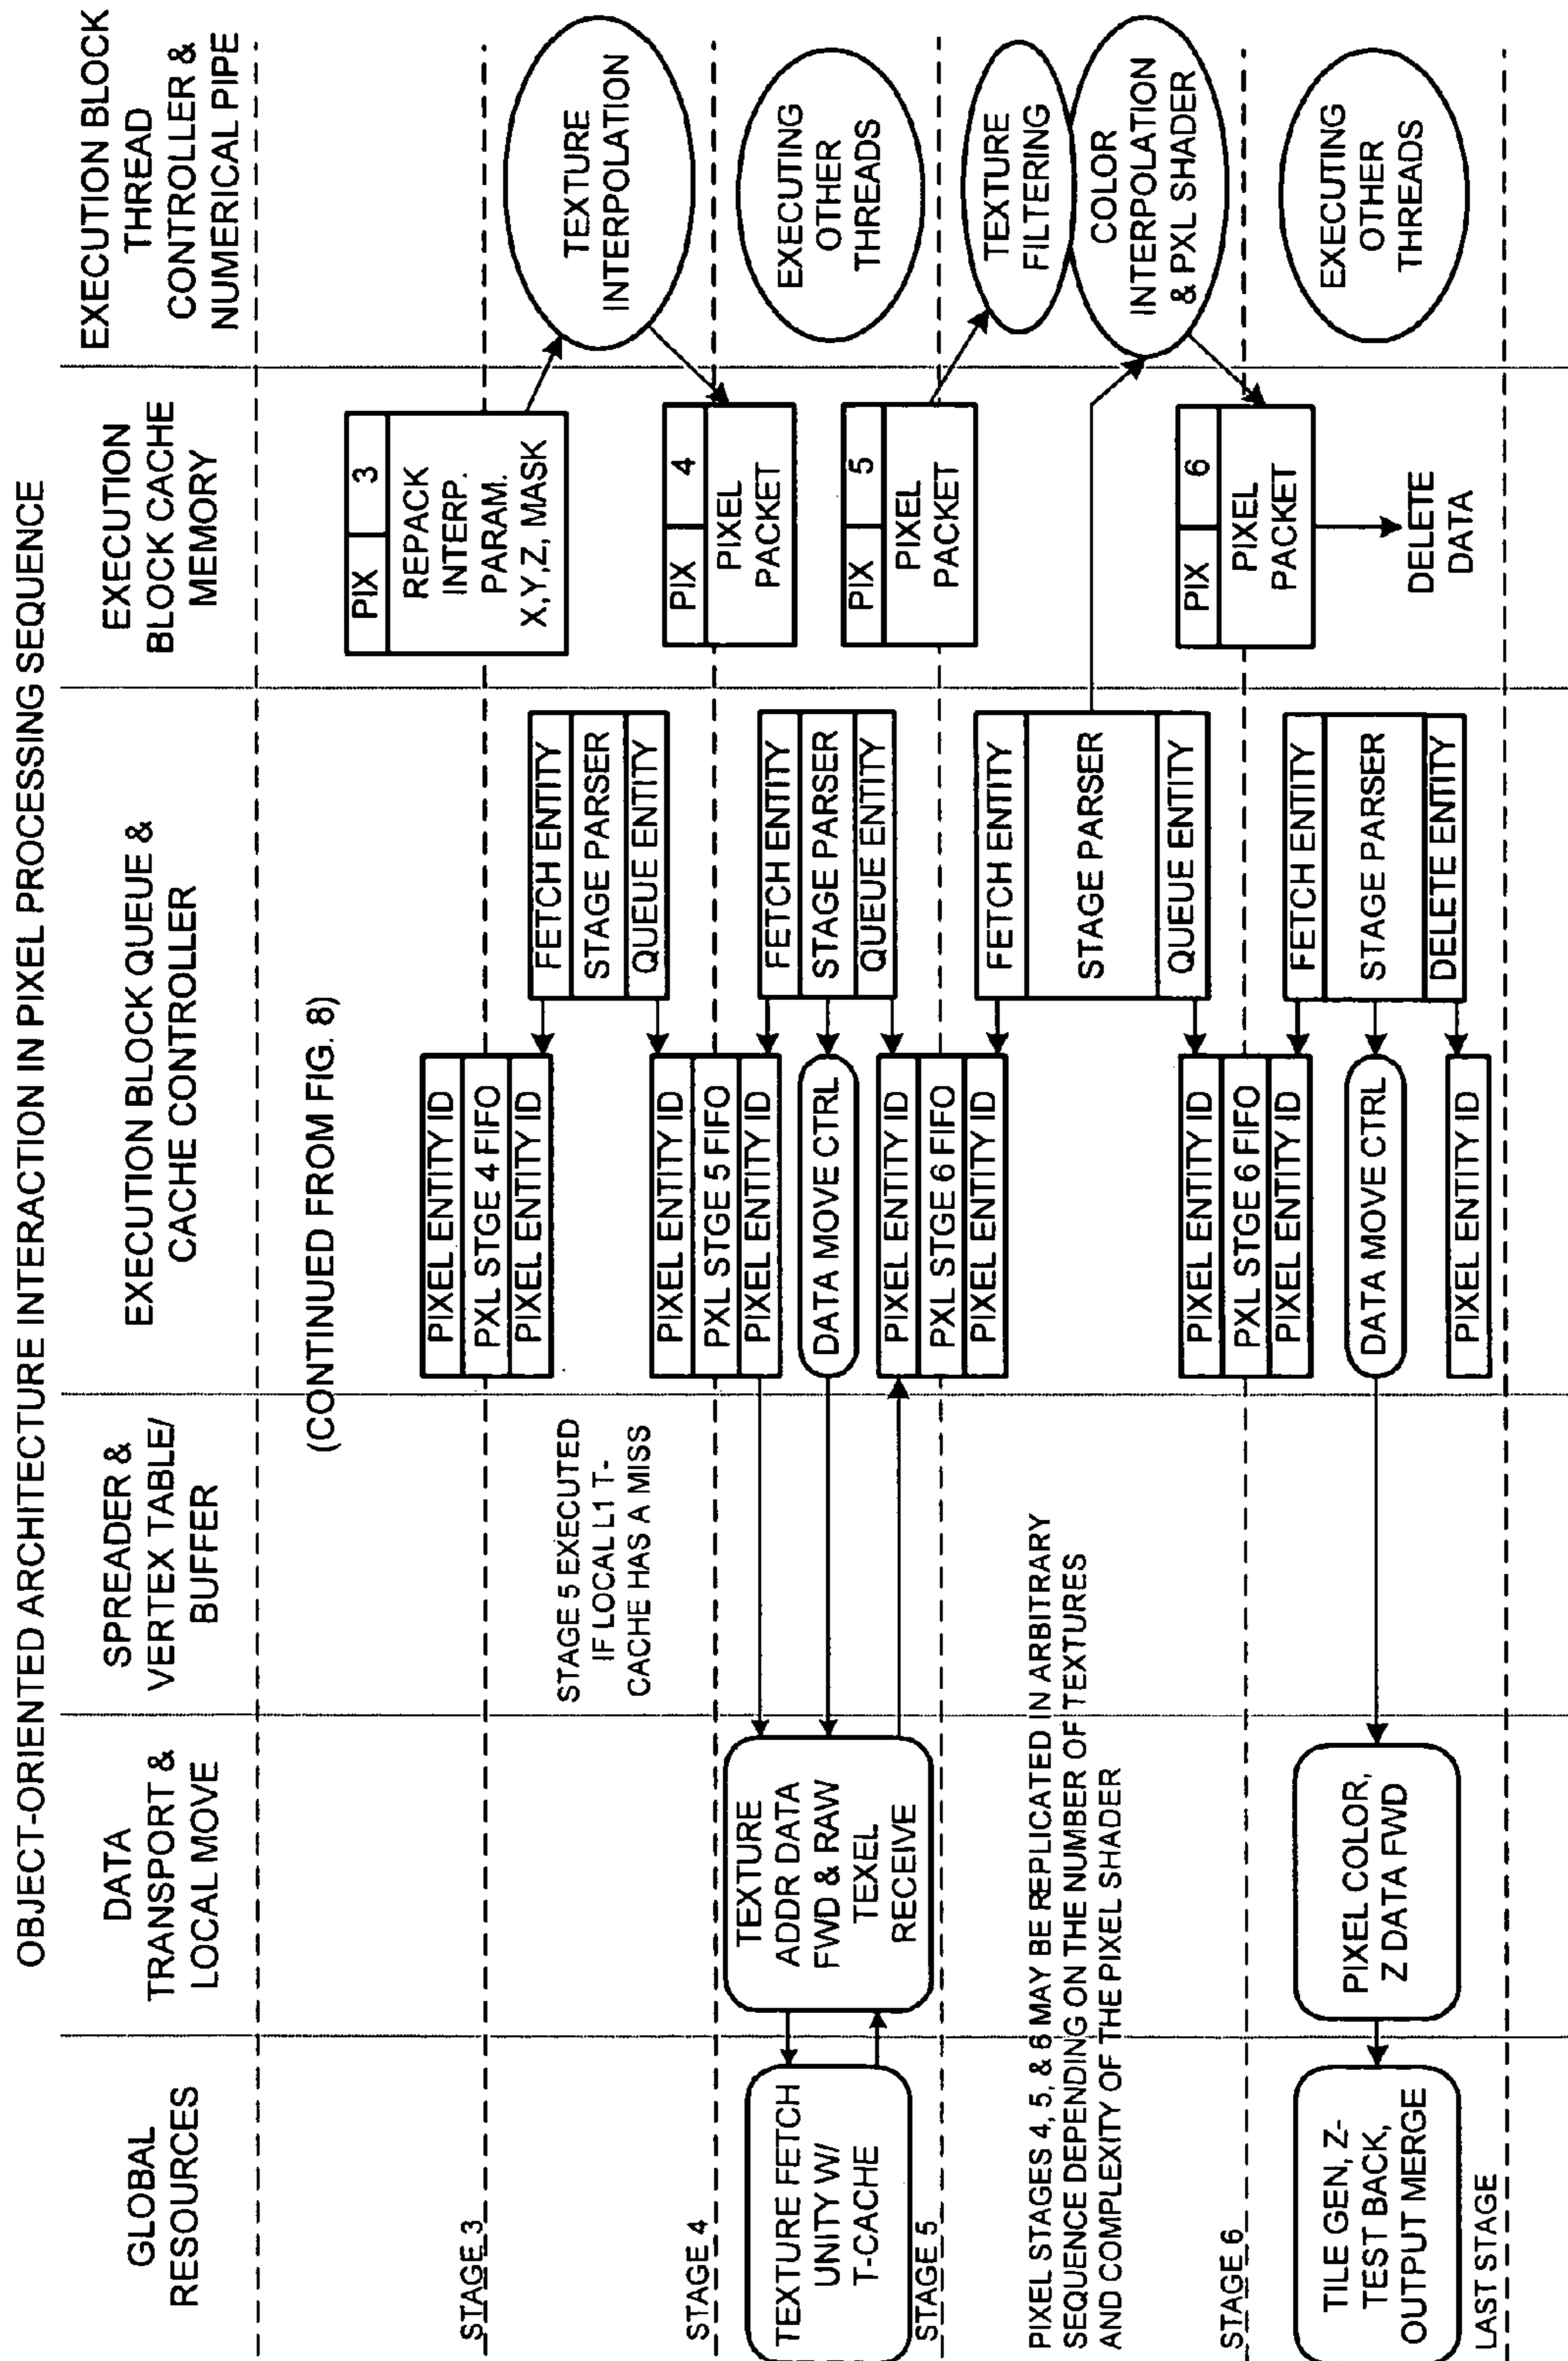 OBJECT-ORIENTED ARCHITECTURE INTERACTION IN PIXEL PROCESSING SEQUENCE
GLOBAL
RESOURCES
DATA
TRANSPORT &
LOCAL MOVE
SPREADER &
VERTEX TABLE/
BUFFER
EXECUTION BLOCK QUEUE &
CACHE CONTROLLER
EXECUTION
BLOCK CACHE
MEMORY
EXECUTION BLOCK
THREAD
CONTROLLER &
NUMERICAL PIPE
(CONTINUED FROM FIG. 8)
PIX 3
REPACK
INTERP.
PARAM.
X,Y,Z, MASK
PIXEL ENTITY ID
PXL STGE 4 FIFO
PIXEL ENTITY ID
STAGE 3
FETCH ENTITY
STAGE PARSER
QUEUE ENTITY
TEXTURE
INTERPOLATION
STAGE 5 EXECUTED
IF LOCAL L1 T-
CACHE HAS A MISS
PIXEL ENTITY ID
PXL STGE 5 FIFO
PIXEL ENTITY ID
PIX 4
PIXEL
PACKET
STAGE 4
TEXTURE FETCH
UNITY W/
T-CACHE
TEXTURE
ADDR DATA
FWD & RAW
TEXEL
RECEIVE
DATA MOVE CTRL
FETCH ENTITY
STAGE PARSER
QUEUE ENTITY
EXECUTING
OTHER
THREADS
PIXEL ENTITY ID
PXL STGE 6 FIFO
PIXEL ENTITY ID
PIX 5
PIXEL
PACKET
STAGE 5
FETCH ENTITY
STAGE PARSER
QUEUE ENTITY
TEXTURE
FILTERING
COLOR
INTERPOLATION
& PXL SHADER
PIXEL STAGES 4, 5, & 6 MAY BE REPLICATED IN ARBITRARY
SEQUENCE DEPENDING ON THE NUMBER OF TEXTURES
AND COMPLEXITY OF THE PIXEL SHADER
PIXEL ENTITY ID
PXL STGE 6 FIFO
PIXEL ENTITY ID
PIX 6
PIXEL
PACKET
STAGE 6
TILE GEN, Z-
TEST BACK,
OUTPUT MERGE
PIXEL COLOR,
Z DATA FWD
DATA MOVE CTRL
FETCH ENTITY
STAGE PARSER
DELETE ENTITY
DELETE
DATA
EXECUTING
OTHER
THREADS
PIXEL ENTITY ID
LAST STAGE